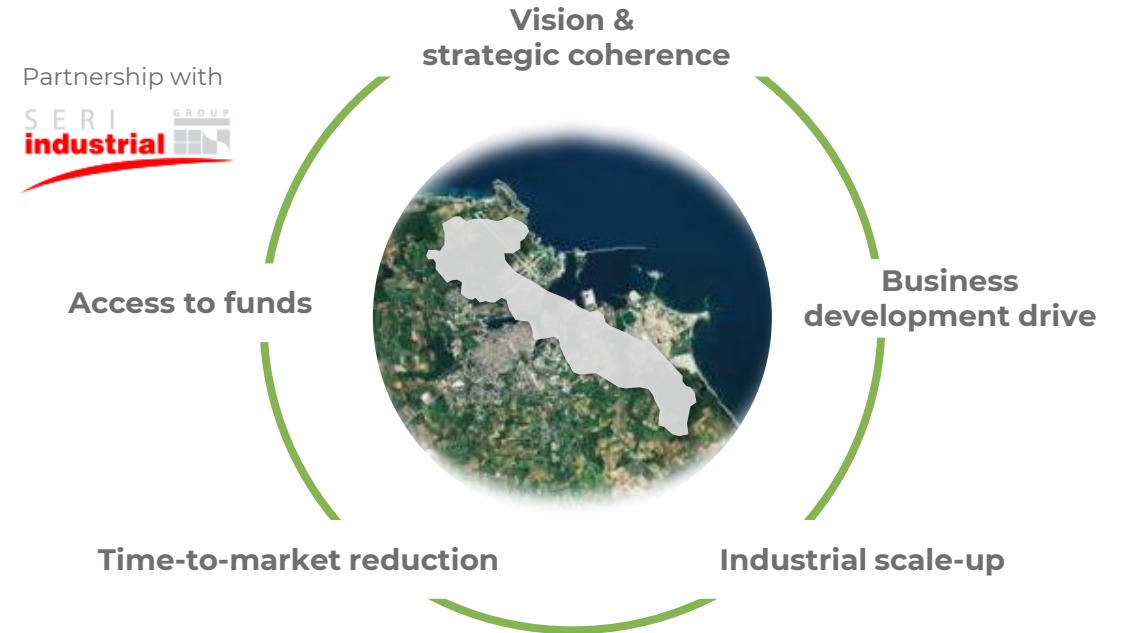 Vision &
strategic coherence
Partnership with
SERI
GROUP
industrial
Business
development drive
Access to funds
Time-to-market reduction
Industrial scale-up